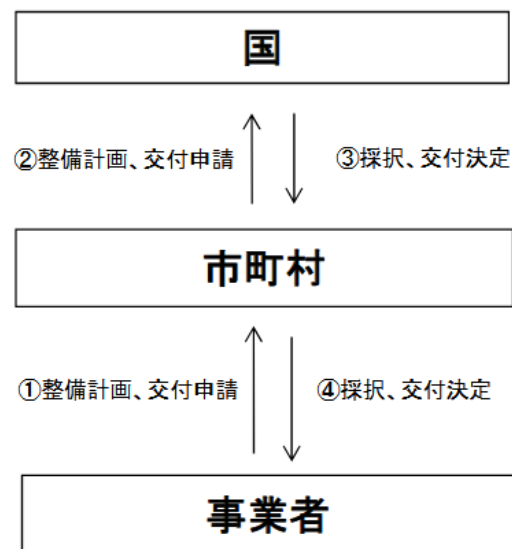 国
②整備計画、交付申請
③採択、交付決定
市町村
①整備計画、交付申請
④採択、交付決定
事業者